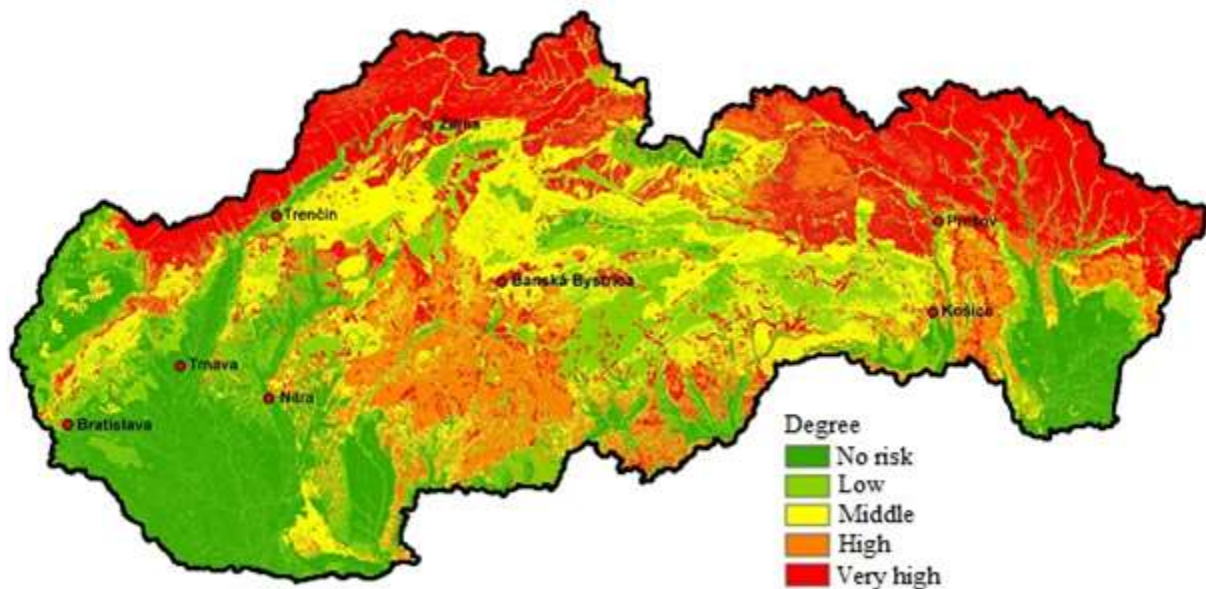 Žilina
Trenčín
Prešov
Banská Bystrica
Košice
Trnava
Nitra
Bratislava
Degree
No risk
Low
Middle
High
Very high